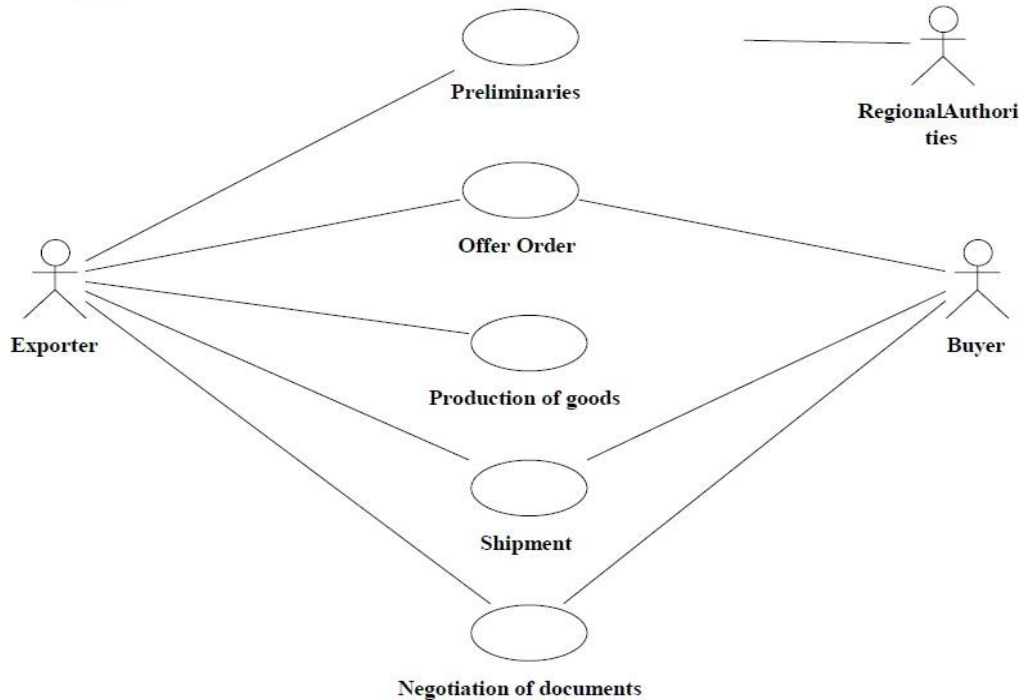 Preliminaries
RegionalAuthori
ties
Offer Order
Exporter
Buyer
Production of goods
Shipment
Negotiation of documents